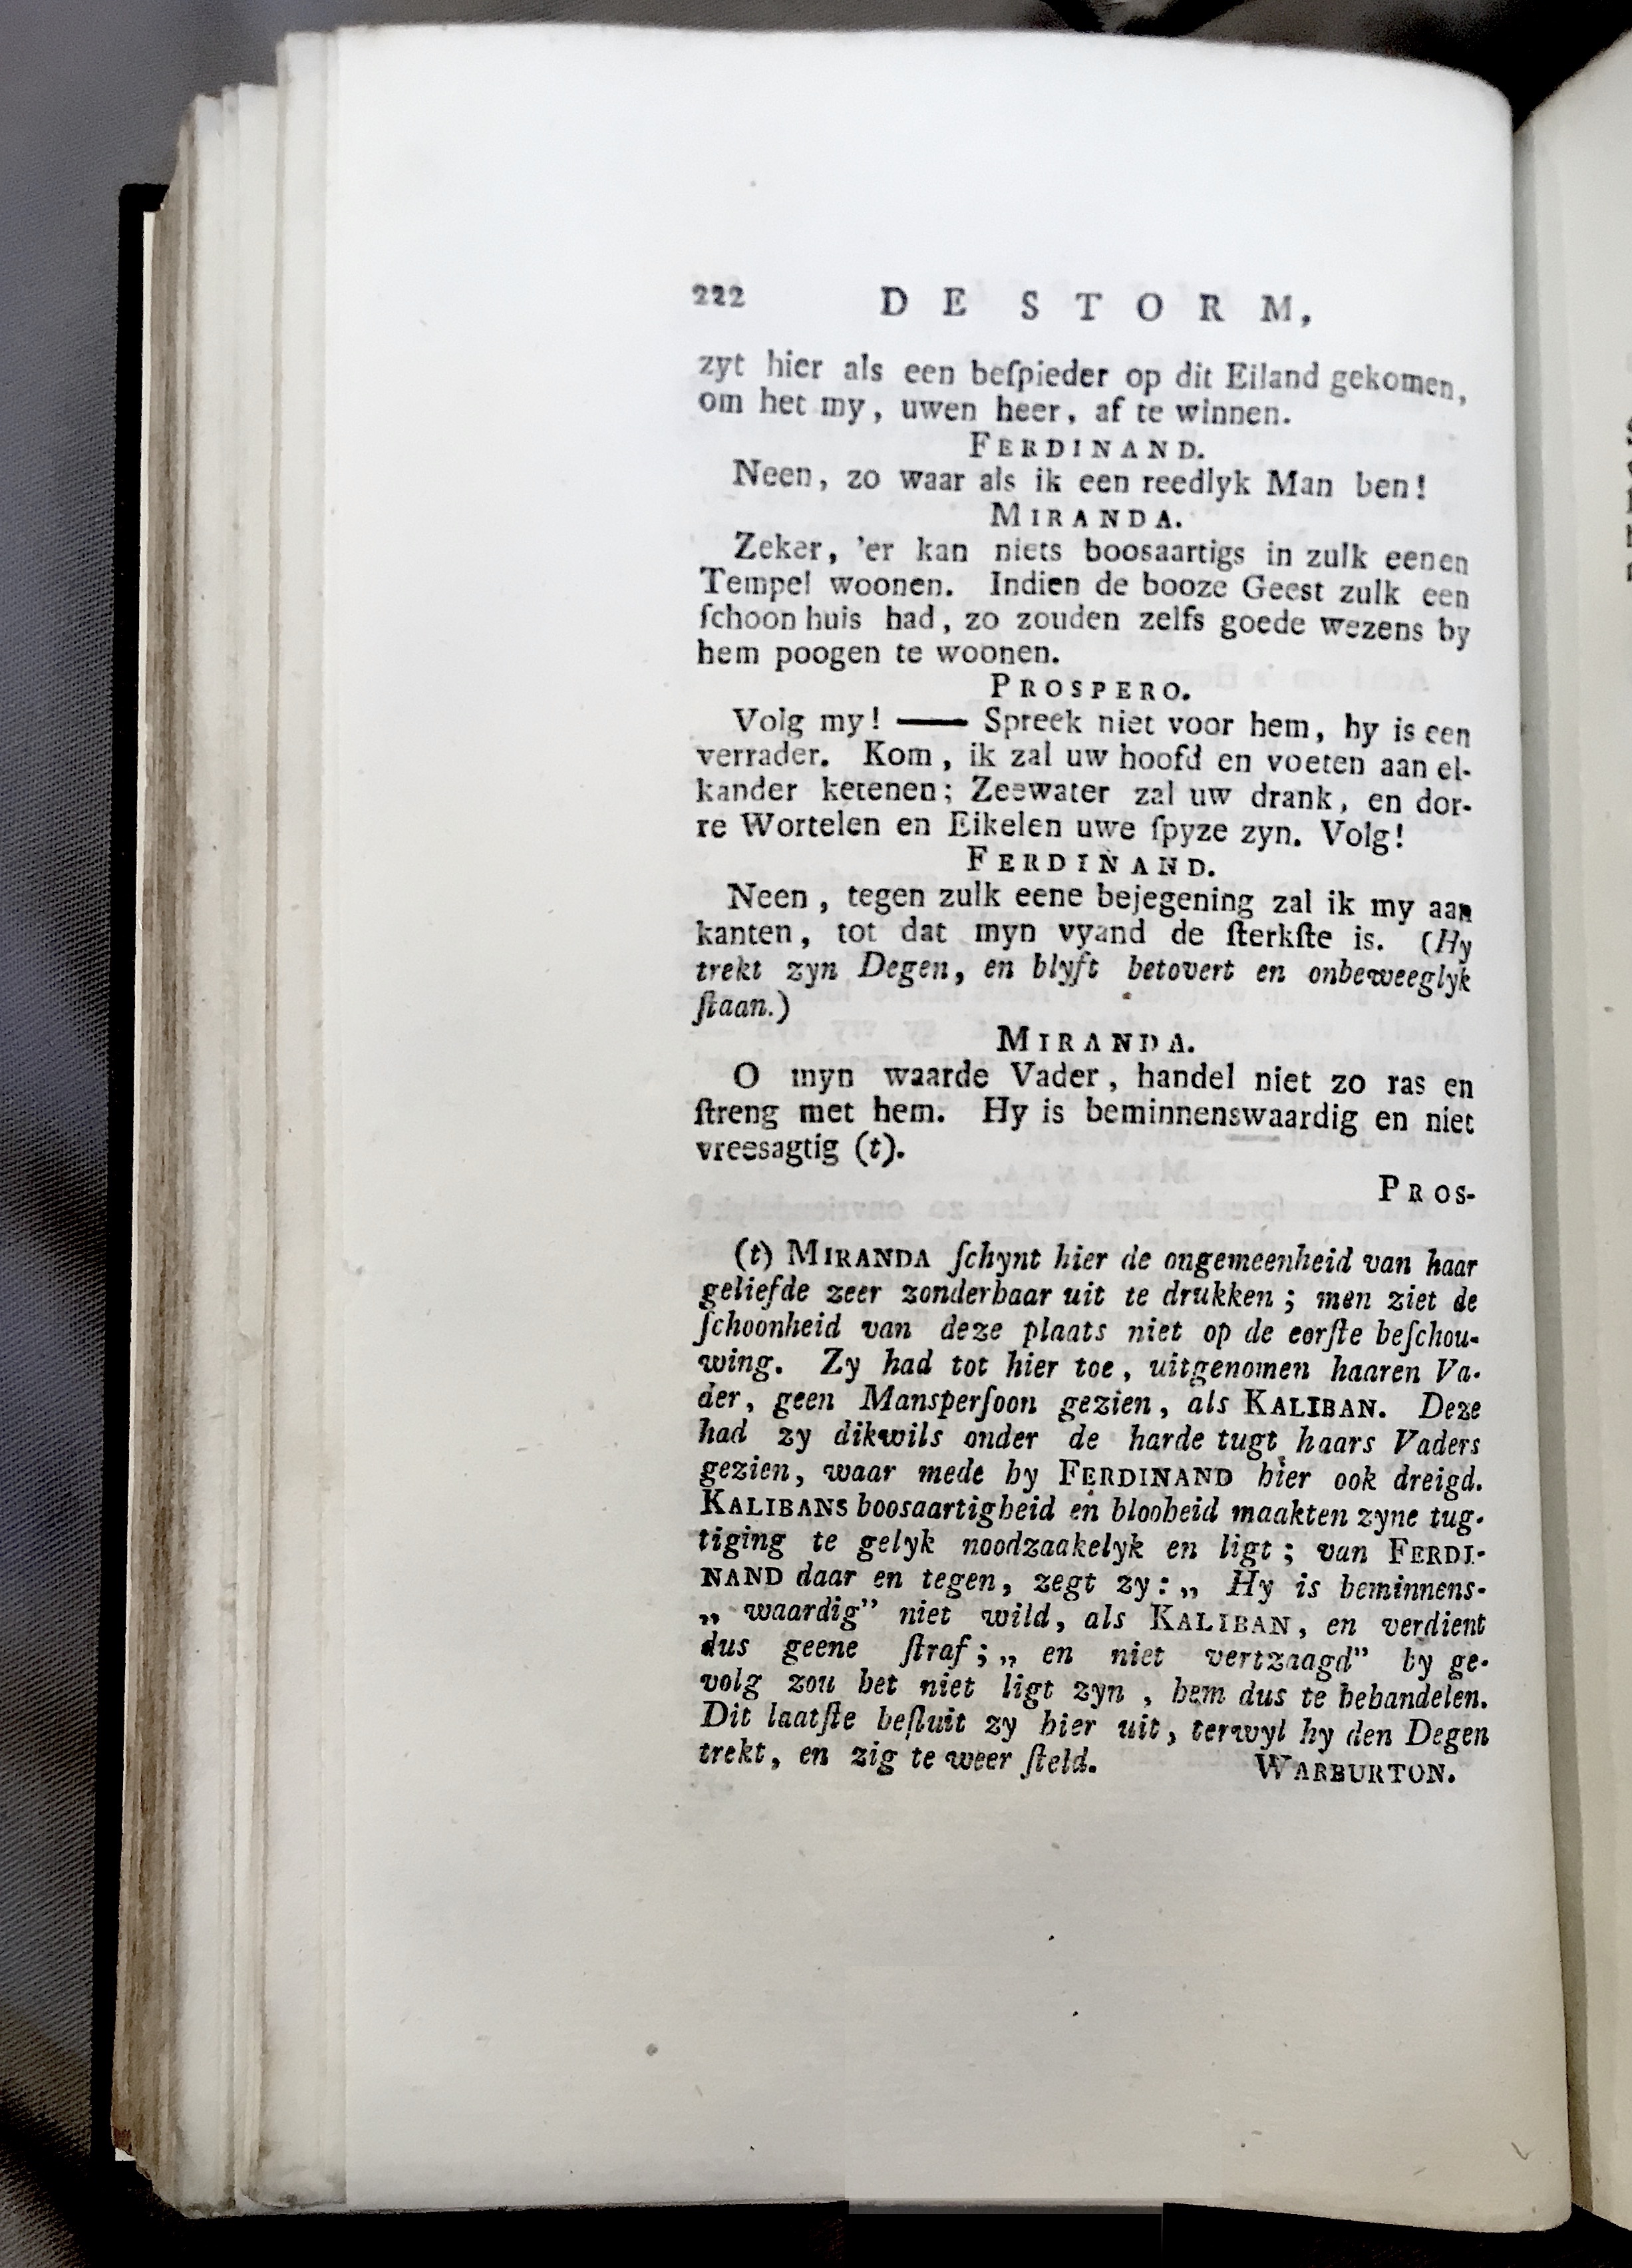 222 DE STORM,
zyt hier als een beſpieder op dit Eiland gekomen,
om het my, uwen heer, af te winnen.
FERDINAND.
Neen, zo waar als ik een reedlyk Man ben!
MIRANDA.
Zeker, 'er kan niets boosaartigs in zulk eenen
Tempel woonen. Indien de booze Geest zulk een
ſchoon huis had, zo zouden zelfs goede wezens by
hem poogen te woonen.
PROSPERO.
Volg my! —— Spreek niet voor hem, hy is een
verrader. Kom, ik zal uw hoofd en voeten aan el-
kander ketenen; Zeewater zal uw drank, en dor-
re Wortelen en Eikelen uwe ſpyze zyn. Volg!
FERDINAND.
Neen, tegen zulk eene bejegening zal ik my aan
kanten, tot dat myn vyand de ſterkſte is. (Hy
trekt zyn Degen, en blyft betovert en onbeweeglyk
ſtaan.)
MIRANDA.
O myn waarde Vader, handel niet zo ras en
ſtreng met hem. Hy is beminnenswaardig en niet
vreesagtig (t).
PROS-
(t) MIRANDA ſchynt hier de ongemeenheid van haar
geliefde zeer zonderbaar uit te drukken; men ziet de
ſchoonheid van deze plaats niet op de eerſte beſchou-
wing. Zy had tot hier toe, uitgenomen haaren Va-
der, geen Mansperſoon gezien, als KALIBAN. Deze
had zy dikwils onder de harde tugt haars Vaders
gezien, waar mede hy FERDINAND hier ook dreigd.
KALIBANS boosaartigheid en blooheid maakten zyne tug-
tiging te gelyk noodzaakelyk en ligt; van FERDI-
NAND daar en tegen, zegt zy: „ Hy is beminnens-
„ waardig” niet wild, als KALIBAN, en verdient
dus geene ſtraf; „ en niet vertzaagd” by ge-
volg zou het niet ligt zyn, hem dus te behandelen.
Dit laatſte beſluit zy hier uit, terwyl hy den Degen
trekt, en zig te weer ſteld. WARBURTON.